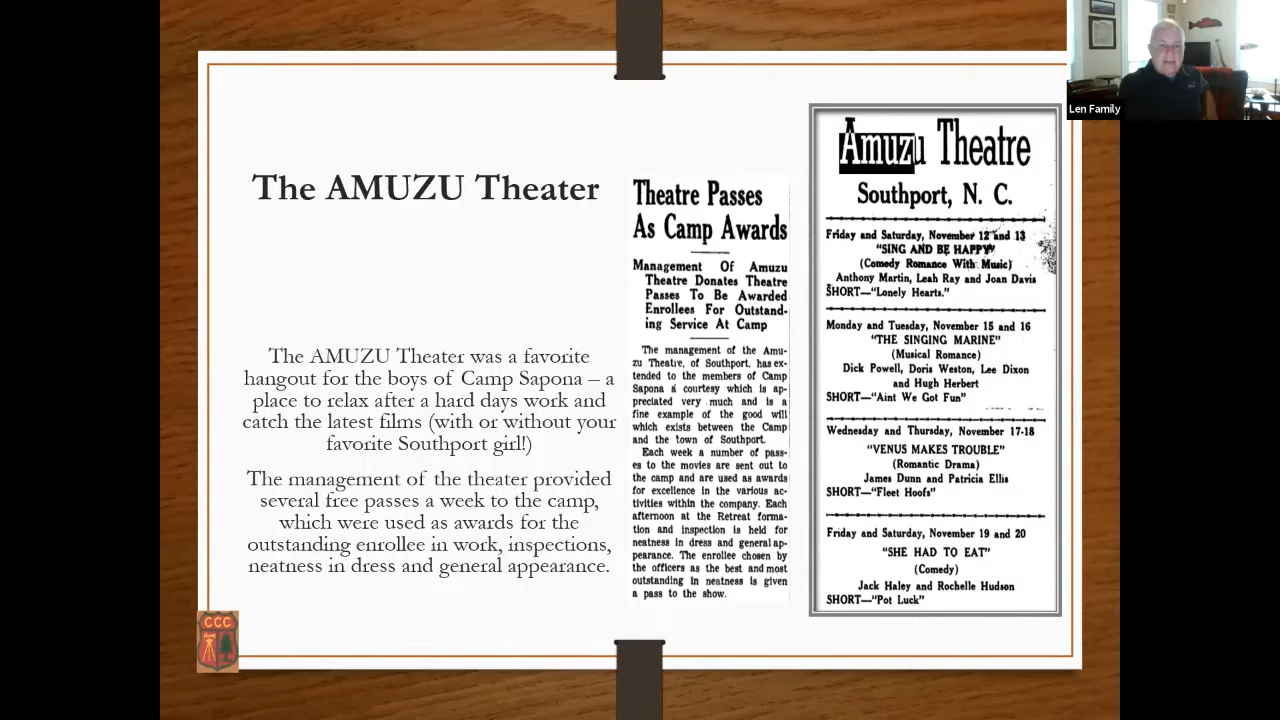 The AMUZU Theater
The AMUZU Theater was a favorite
hangout for the boys of Camp Sapona – a
place to relax after a hard days work and
catch the latest films (with or without your
favorite Southport girl!)
The management of the theater provided
several free passes a week to the camp,
which were used as awards for the
outstanding enrollee in work, inspections,
neatness in dress and general appearance.
CCC
Theatre Passes
As Camp Awards
Management Of Amuzu
Theatre Donates Theatre
Passes To Be Awarded
Enrollees For Outstand-
ing Service At Camp
The management of the Amu-
zu Theatre, of Southport, has ex-
tended to the members of Camp
Sapona a courtesy which is ap-
preciated very much and is a
fine example of the good will
which exists between the Camp
and the town of Southport.
Each week a number of pass-
es to the movies are sent out to
the camp and are used as awards
for excellence in the various ac-
tivities within the company. Each
afternoon at the Retreat forma-
tion and inspection is held for
neatness in dress and general ap-
pearance. The enrollee chosen by
the officers as the best and most
outstanding in neatness is given
a pass to the show.
Amuzu Theatre
Southport, N. C.
Friday and Saturday, November 12 and 13
"SING AND BE HAPPY"
(Comedy Romance With Music)
Anthony Martin, Leah Ray and Joan Davis
SHORT—"Lonely Hearts."
Monday and Tuesday, November 15 and 16
"THE SINGING MARINE"
(Musical Romance)
Dick Powell, Doris Weston, Lee Dixon
and Hugh Herbert
SHORT—"Aint We Got Fun"
Wednesday and Thursday, November 17-18
"VENUS MAKES TROUBLE"
(Romantic Drama)
James Dunn and Patricia Ellis
SHORT—"Fleet Hoofs"
Friday and Saturday, November 19 and 20
"SHE HAD TO EAT"
(Comedy)
Jack Haley and Rochelle Hudson
SHORT—"Pot Luck"
Len Family